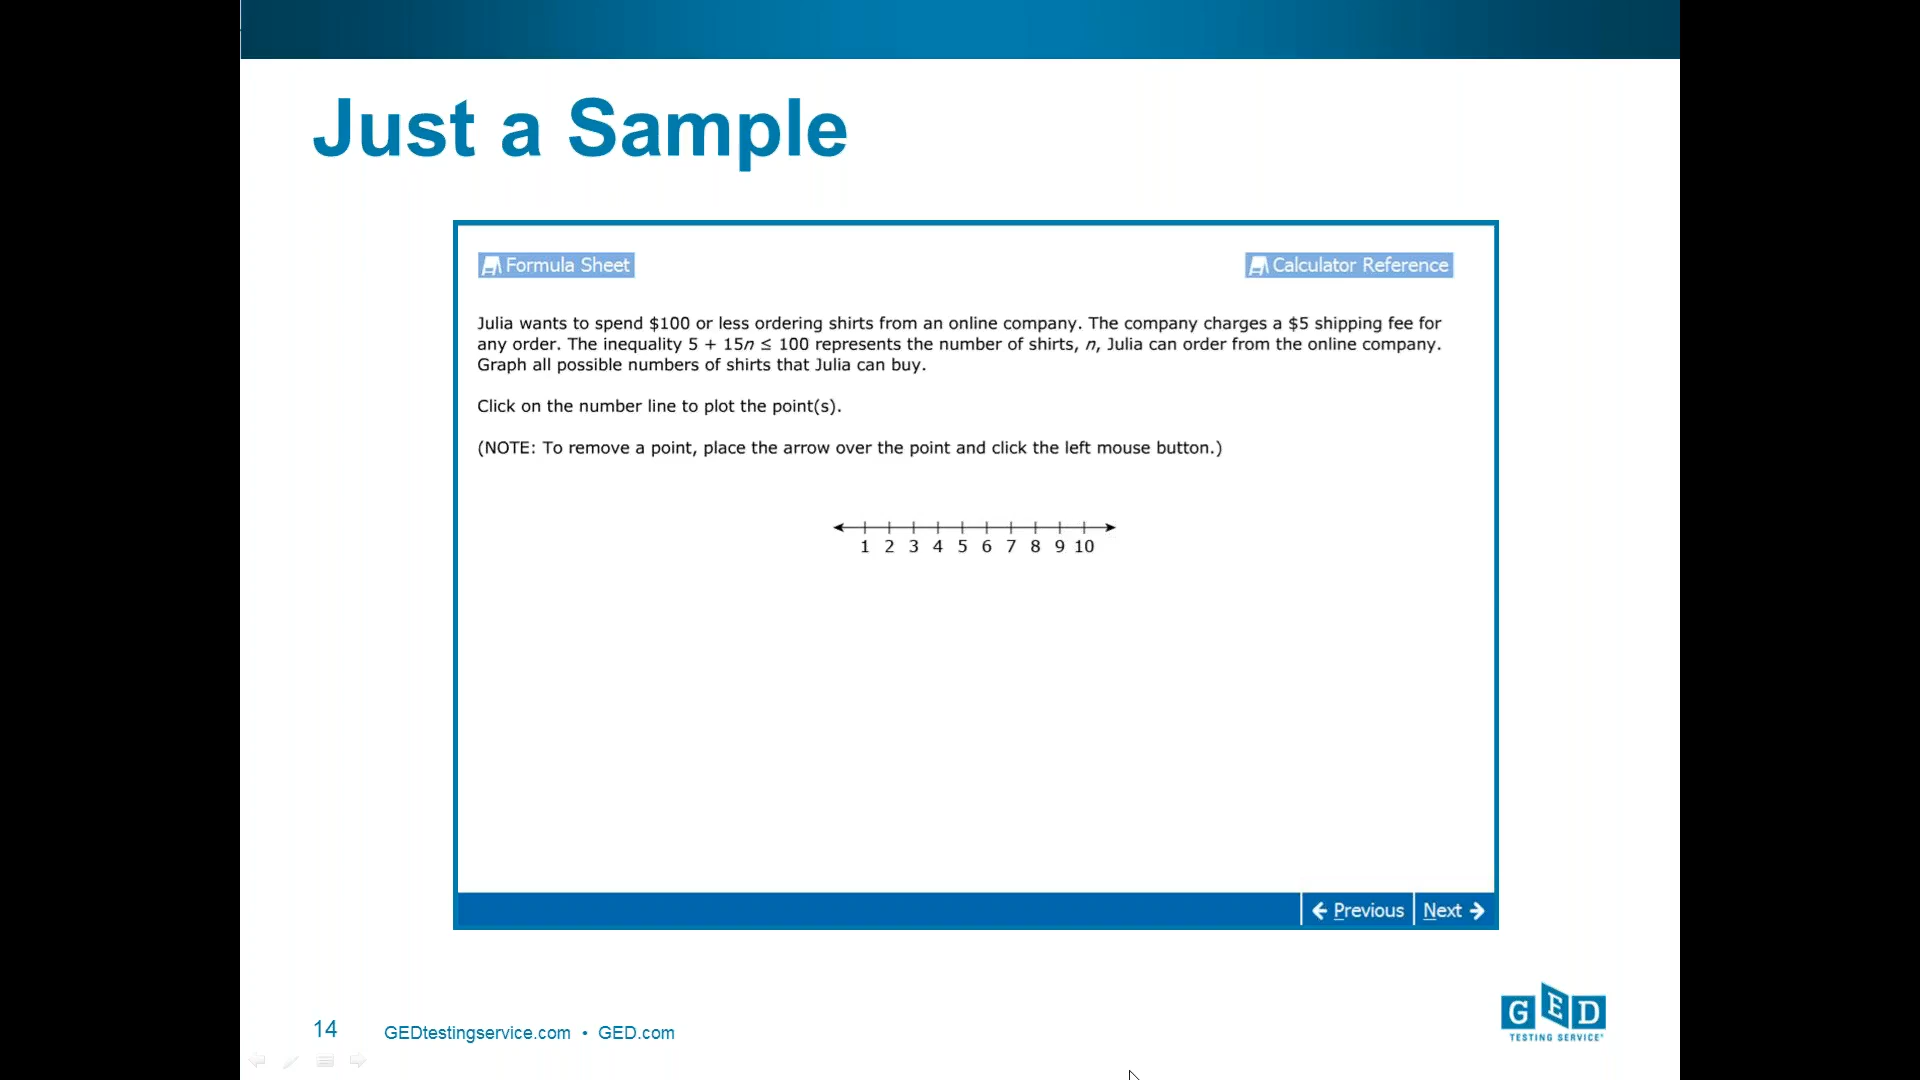 Just a Sample
Formula Sheet
Calculator Reference
Julia wants to spend $100 or less ordering shirts from an online company. The company charges a $5 shipping fee for
any order. The inequality 5 + 15n ≤ 100 represents the number of shirts, n, Julia can order from the online company.
Graph all possible numbers of shirts that Julia can buy.
Click on the number line to plot the point(s).
(NOTE: To remove a point, place the arrow over the point and click the left mouse button.)
1 2 3 4 5 6 7 8 9 10
Previous
Next
14
GEDtestingservice.com • GED.com
GED
TESTING SERVICE®